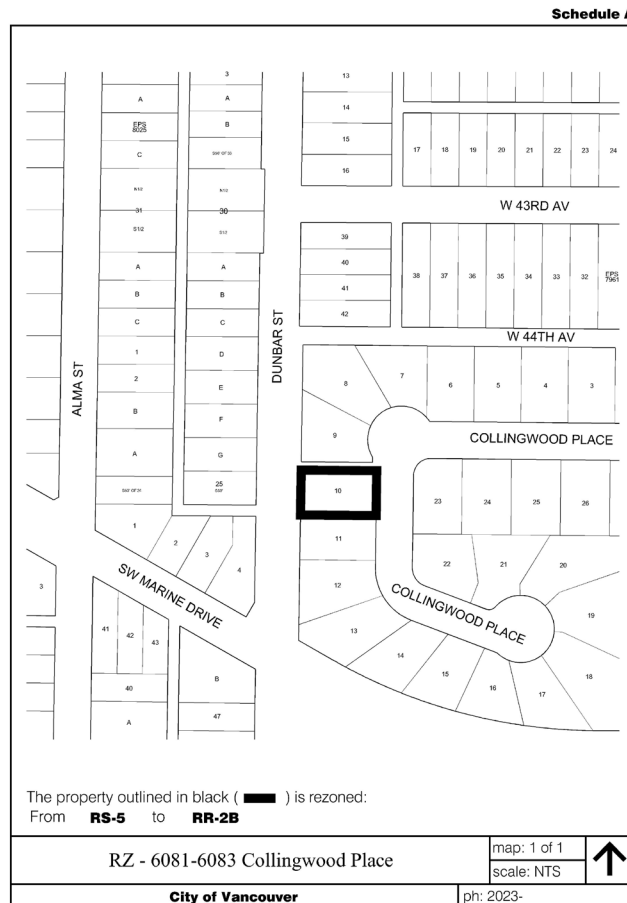 Schedule A
3
13
A
A
14
EPS
8025
B
C
S50' OF 29
15
16
17 18 19 20 21 22 23 24
N1/2
N1/2
W 43RD AV
31
30
S1/2
S1/2
39
A
A
40
38 37 36 35 34 33 32 EPS
7961
B
B
41
C
C
42
W 44TH AV
ALMA ST
DUNBAR ST
1
D
2
E
8
7
6
5
4
3
B
F
9
COLLINGWOOD PLACE
A
G
25
10
23
24
25
26
1
2
3
4
11
22
21
20
SW MARINE DRIVE
12
COLLINGWOOD PLACE
3
19
41
42
43
13
14
15
16
17
18
40
B
A
47
The property outlined in black ( ) is rezoned:
From RS-5 to RR-2B
RZ - 6081-6083 Collingwood Place
map: 1 of 1
scale: NTS
City of Vancouver
ph: 2023-